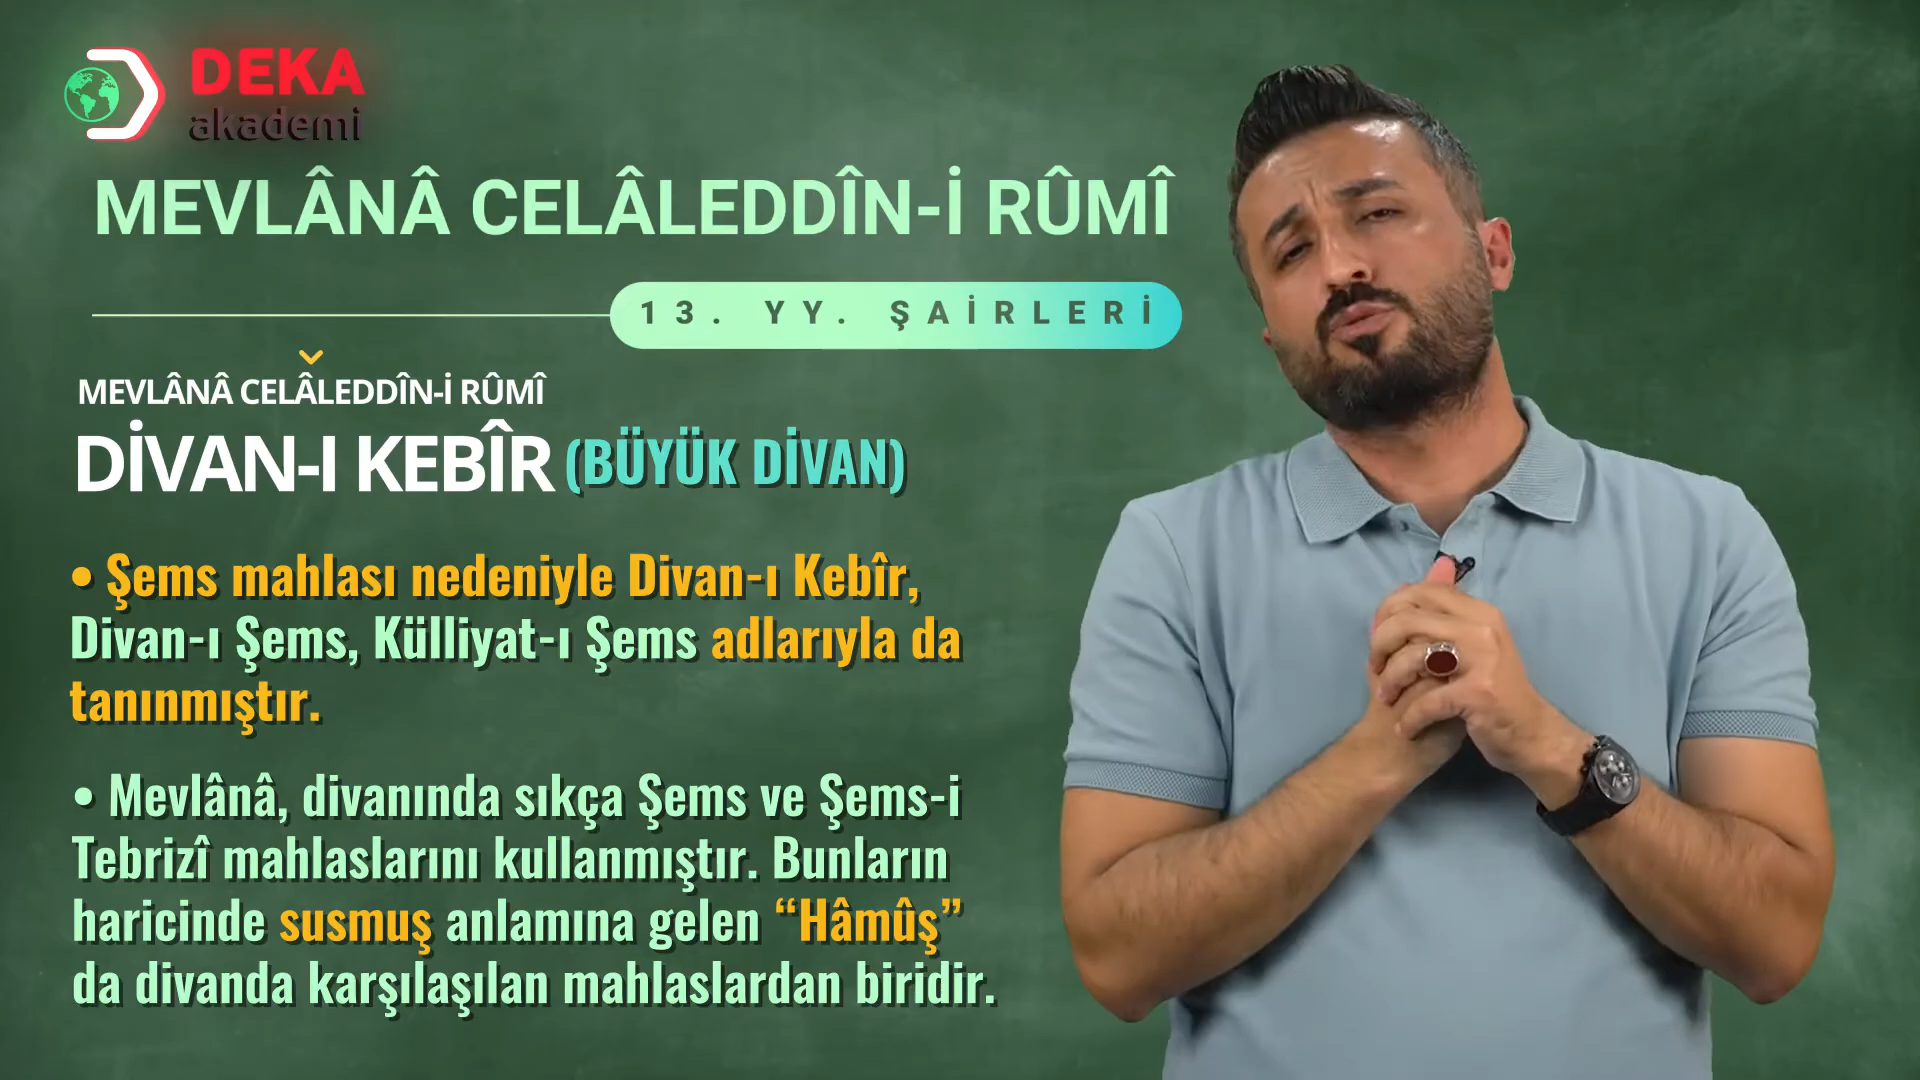 DEKA
akademi
MEVLÂNÂ CELÂLEDDÎN-İ RÛMÎ
13. YY. ŞAİRLERİ
MEVLÂNÂ CELÂLEDDÎN-İ RÛMÎ
DİVAN-I KEBÎR (BÜYÜK DİVAN)
• Şems mahlası nedeniyle Divan-ı Kebîr,
Divan-ı Şems, Külliyat-ı Şems adlarıyla da
tanınmıştır.
• Mevlânâ, divanında sıkça Şems ve Şems-i
Tebrizî mahlaslarını kullanmıştır. Bunların
haricinde susmuş anlamına gelen “Hâmûş”
da divanda karşılaşılan mahlaslardan biridir.